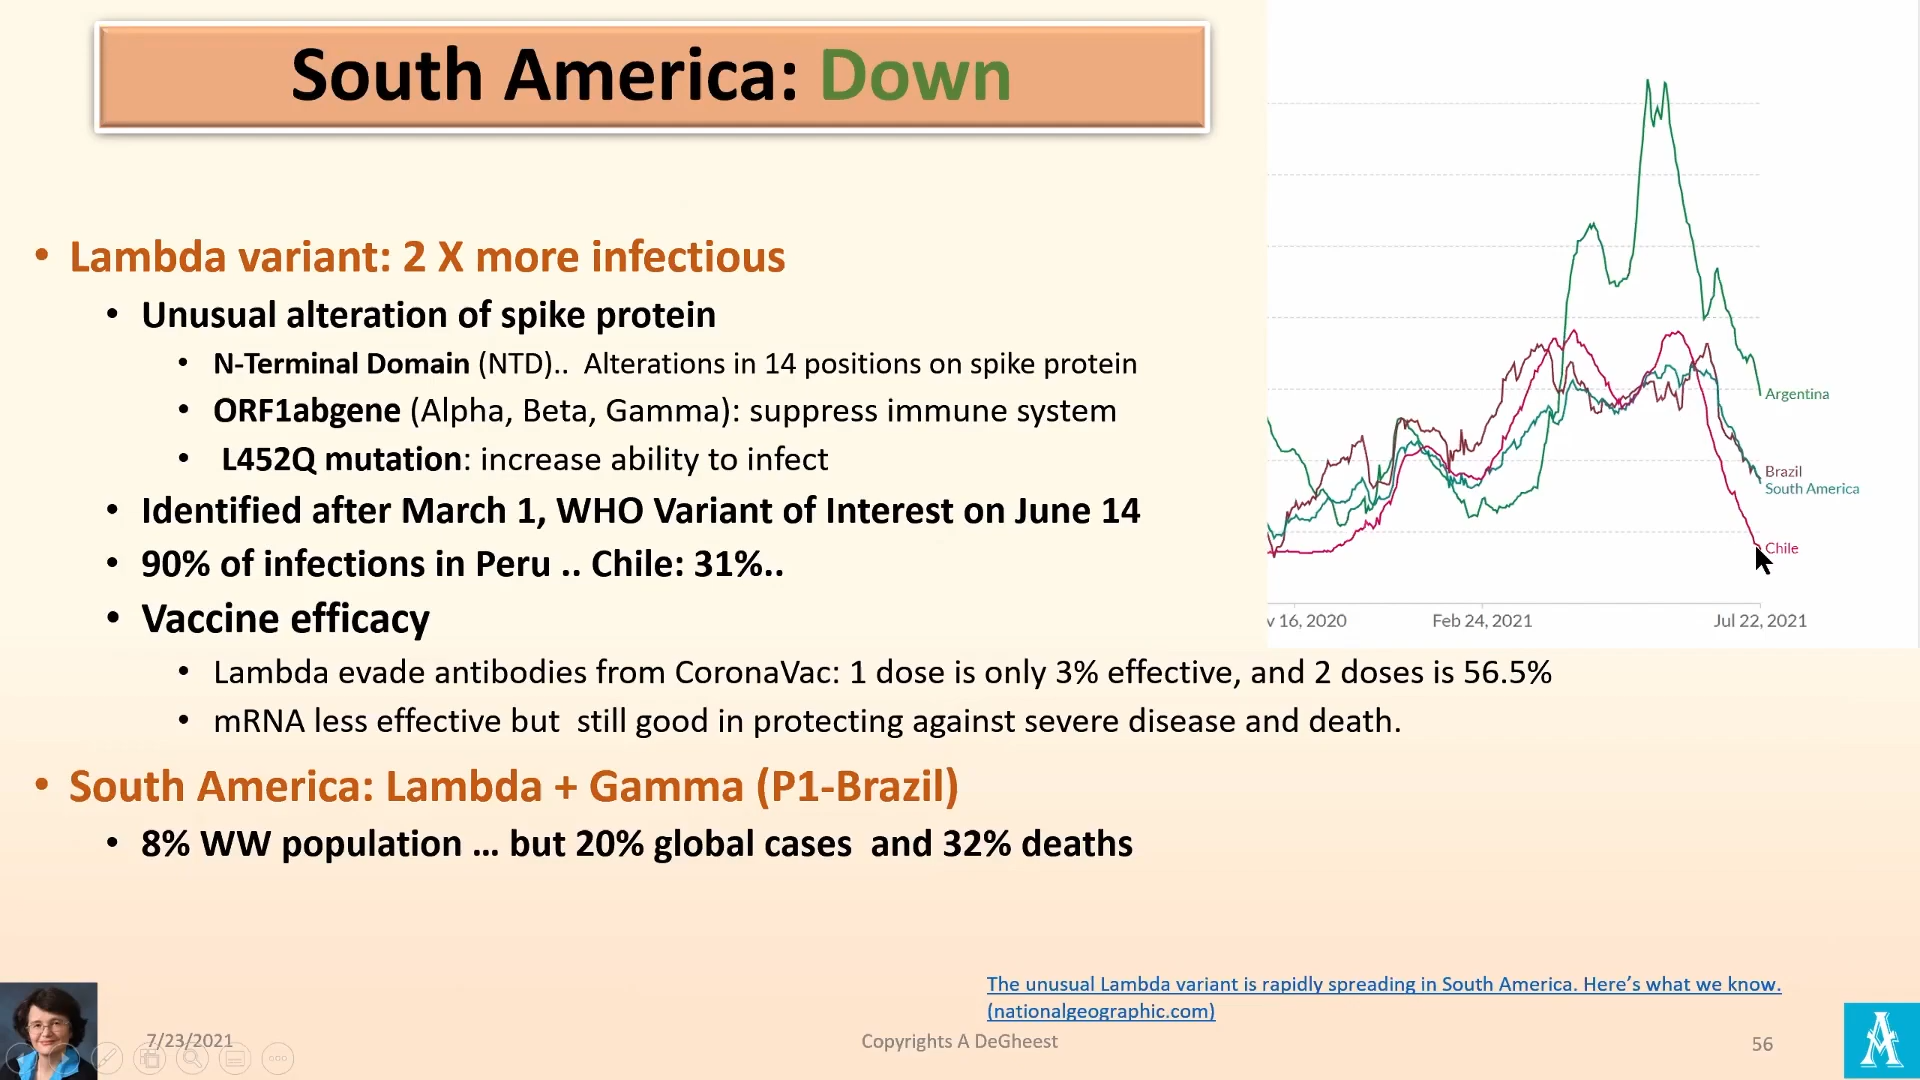 South America: Down
• Lambda variant: 2 X more infectious
• Unusual alteration of spike protein
• N-Terminal Domain (NTD).. Alterations in 14 positions on spike protein
• ORF1abgene (Alpha, Beta, Gamma): suppress immune system
• L452Q mutation: increase ability to infect
• Identified after March 1, WHO Variant of Interest on June 14
• 90% of infections in Peru .. Chile: 31%..
• Vaccine efficacy
• Lambda evade antibodies from CoronaVac: 1 dose is only 3% effective, and 2 doses is 56.5%
• mRNA less effective but still good in protecting against severe disease and death.
• South America: Lambda + Gamma (P1-Brazil)
• 8% WW population … but 20% global cases and 32% deaths
Argentina
Brazil
South America
Chile
v 16, 2020 Feb 24, 2021 Jul 22, 2021
The unusual Lambda variant is rapidly spreading in South America. Here’s what we know.
(nationalgeographic.com)
7/23/2021 Copyrights A DeGheest 56